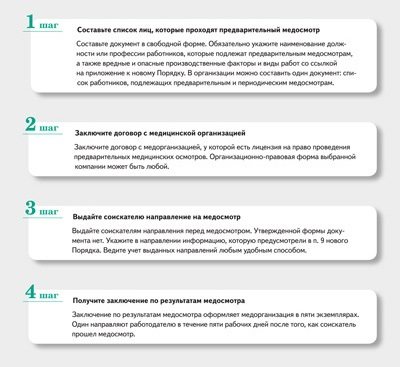 1 шаг
Составьте список лиц, которые проходят предварительный медосмотр
Составьте документ в свободной форме. Обязательно укажите наименование долж-
ности или профессии работников, которые подлежат предварительным медосмотрам,
а также вредные и опасные производственные факторы и виды работ со ссылкой
на приложение к новому Порядку. В организации можно составить один документ: спи-
сок работников, подлежащих предварительным и периодическим медосмотрам.
2 шаг
Заключите договор с медицинской организацией
Заключите договор с медорганизацией, у которой есть лицензия на право проведения
предварительных медицинских осмотров. Организационно-правовая форма выбранной
компании может быть любой.
3 шаг
Выдайте соискателю направление на медосмотр
Выдайте соискателям направления перед медосмотром. Утвержденной формы доку-
мента нет. Укажите в направлении информацию, которую предусмотрели в п. 9 нового
Порядка. Ведите учет выданных направлений любым удобным способом.
4 шаг
Получите заключение по результатам медосмотра
Заключение по результатам медосмотра оформляет медорганизация в пяти экземплярах.
Один направляют работодателю в течение пяти рабочих дней после того, как соискатель
прошел медосмотр.